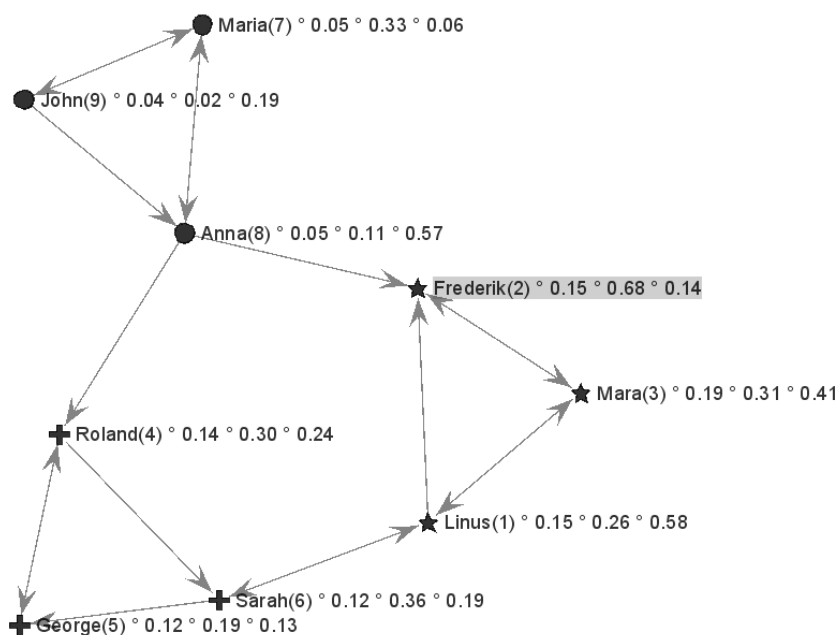 Maria(7) ° 0.05 ° 0.33 ° 0.06
John(9) ° 0.04 ° 0.02 ° 0.19
Anna(8) ° 0.05 ° 0.11 ° 0.57
Frederik(2) ° 0.15 ° 0.68 ° 0.14
Mara(3) ° 0.19 ° 0.31 ° 0.41
Roland(4) ° 0.14 ° 0.30 ° 0.24
Linus(1) ° 0.15 ° 0.26 ° 0.58
Sarah(6) ° 0.12 ° 0.36 ° 0.19
George(5) ° 0.12 ° 0.19 ° 0.13